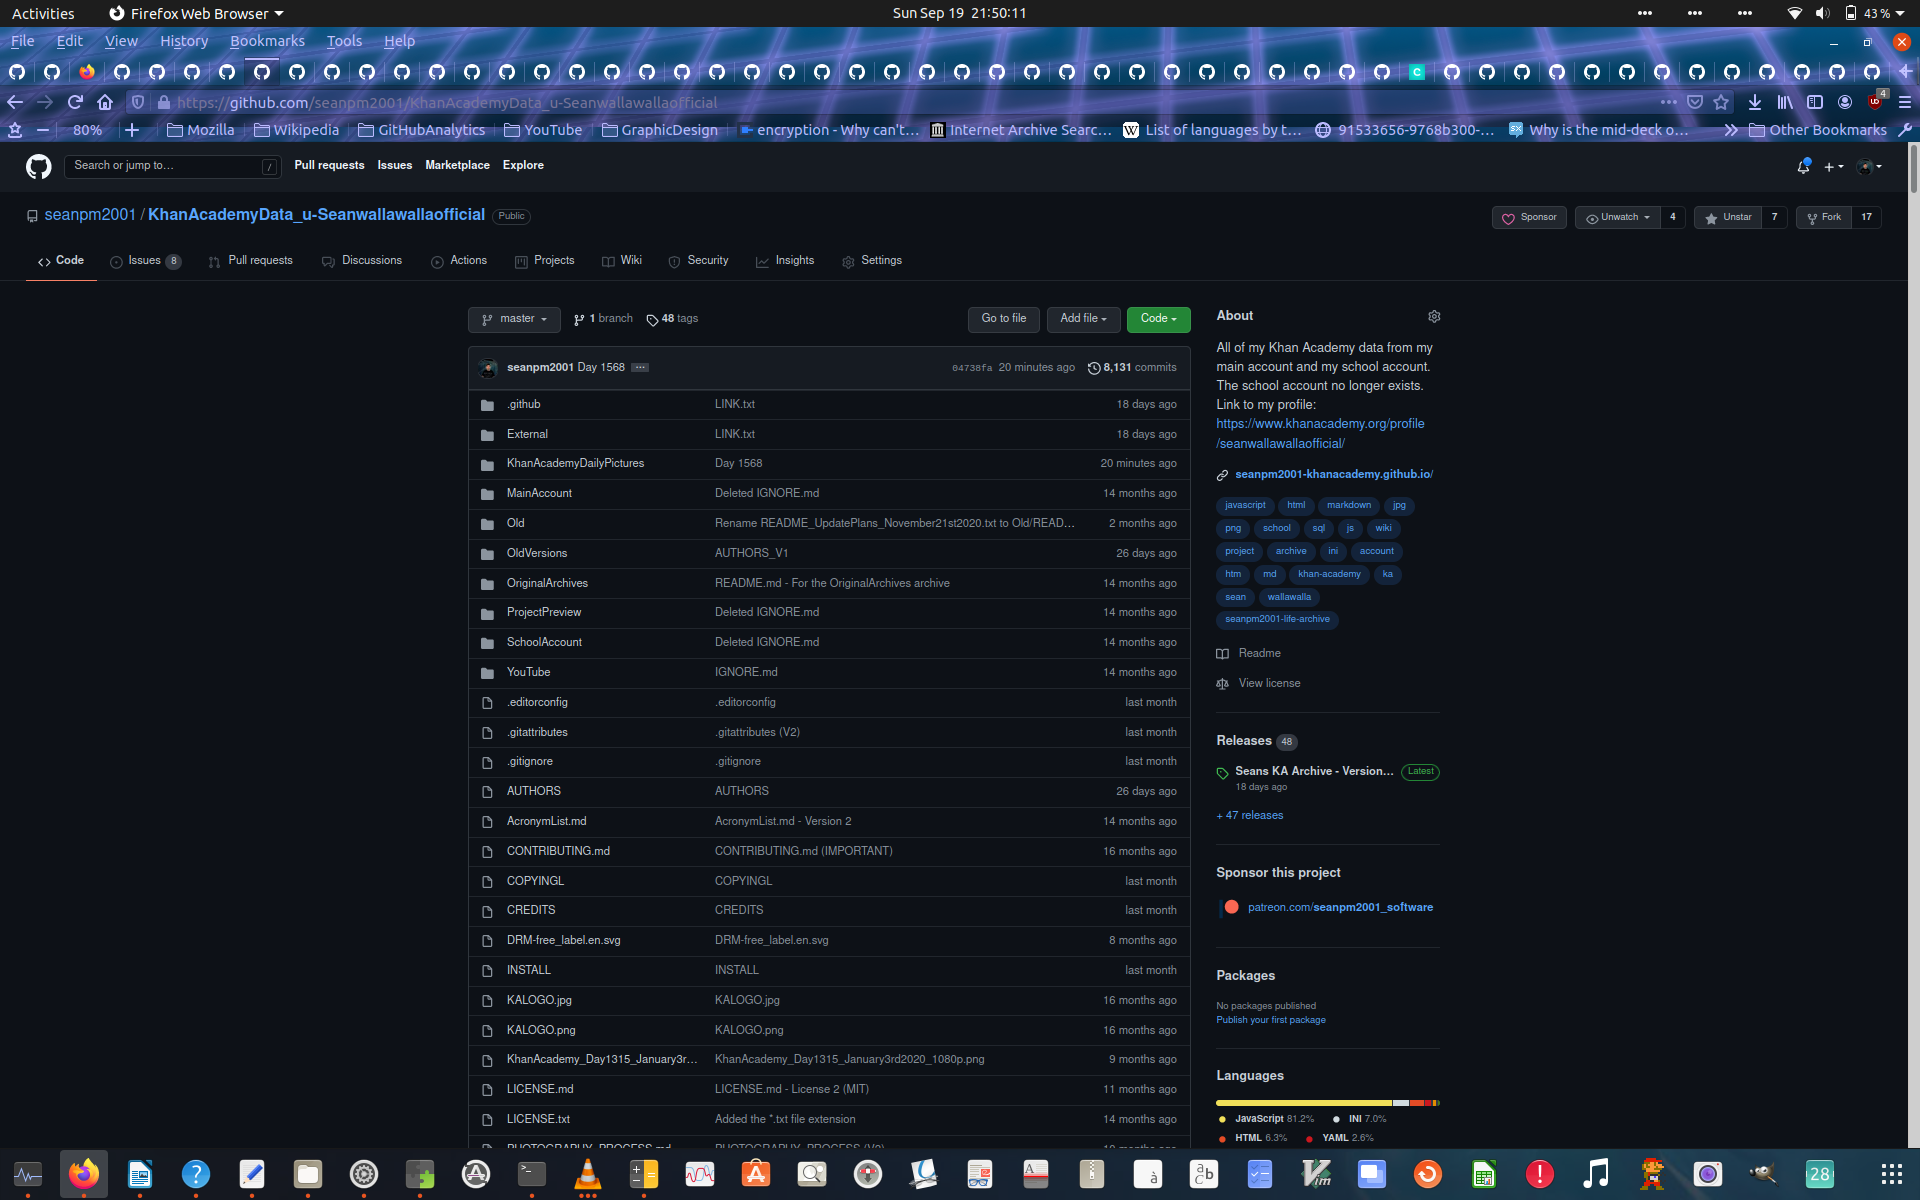 Activities Firefox Web Browser Sun Sep 19 21:50:11 43 %
File Edit View History Bookmarks Tools Help
https://github.com/seanpm2001/KhanAcademyData_u-Seanwallawallaofficial 4
80% Mozilla Wikipedia GitHubAnalytics YouTube GraphicDesign encryption - Why can't... Internet Archive Searc... List of languages by t... 91533656-9768b300-... Why is the mid-deck o... Other Bookmarks
Search or jump to... / Pull requests Issues Marketplace Explore
seanpm2001 / KhanAcademyData_u-Seanwallawallaofficial Public Sponsor Unwatch 4 Unstar 7 Fork 17
Code Issues 8 Pull requests Discussions Actions Projects Wiki Security Insights Settings
master 1 branch 48 tags Go to file Add file Code
seanpm2001 Day 1568 ... 04738fa 20 minutes ago 8,131 commits
.github LINK.txt 18 days ago
External LINK.txt 18 days ago
KhanAcademyDailyPictures Day 1568 20 minutes ago
MainAccount Deleted IGNORE.md 14 months ago
Old Rename README_UpdatePlans_November21st2020.txt to Old/READ... 2 months ago
OldVersions AUTHORS_V1 26 days ago
OriginalArchives README.md - For the OriginalArchives archive 14 months ago
ProjectPreview Deleted IGNORE.md 14 months ago
SchoolAccount Deleted IGNORE.md 14 months ago
YouTube IGNORE.md 14 months ago
.editorconfig .editorconfig last month
.gitattributes .gitattributes (V2) last month
.gitignore .gitignore last month
AUTHORS AUTHORS 26 days ago
AcronymList.md AcronymList.md - Version 2 14 months ago
CONTRIBUTING.md CONTRIBUTING.md (IMPORTANT) 16 months ago
COPYINGL COPYINGL last month
CREDITS CREDITS last month
DRM-free_label.en.svg DRM-free_label.en.svg 8 months ago
INSTALL INSTALL last month
KALOGO.jpg KALOGO.jpg 16 months ago
KALOGO.png KALOGO.png 16 months ago
KhanAcademy_Day1315_January3r... KhanAcademy_Day1315_January3rd2020_1080p.png 9 months ago
LICENSE.md LICENSE.md - License 2 (MIT) 11 months ago
LICENSE.txt Added the *.txt file extension 14 months ago
About
All of my Khan Academy data from my
main account and my school account.
The school account no longer exists.
Link to my profile:
https://www.khanacademy.org/profile
/seanwallawallaofficial/
seanpm2001-khanacademy.github.io/
javascript html markdown jpg
png school sql js wiki
project archive ini account
htm md khan-academy ka
sean wallawalla
seanpm2001-life-archive
Readme
View license
Releases 48
Seans KA Archive - Version... Latest
18 days ago
+ 47 releases
Sponsor this project
patreon.com/seanpm2001_software
Packages
No packages published
Publish your first package
Languages
JavaScript 81.2% INI 7.0%
HTML 6.3% YAML 2.6%
28